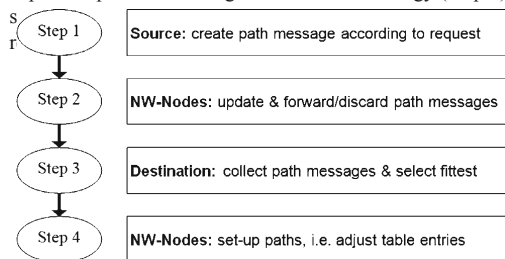 s
r
Step 1
Source: create path message according to request
Step 2
NW-Nodes: update & forward/discard path messages
Step 3
Destination: collect path messages & select fittest
Step 4
NW-Nodes: set-up paths, i.e. adjust table entries